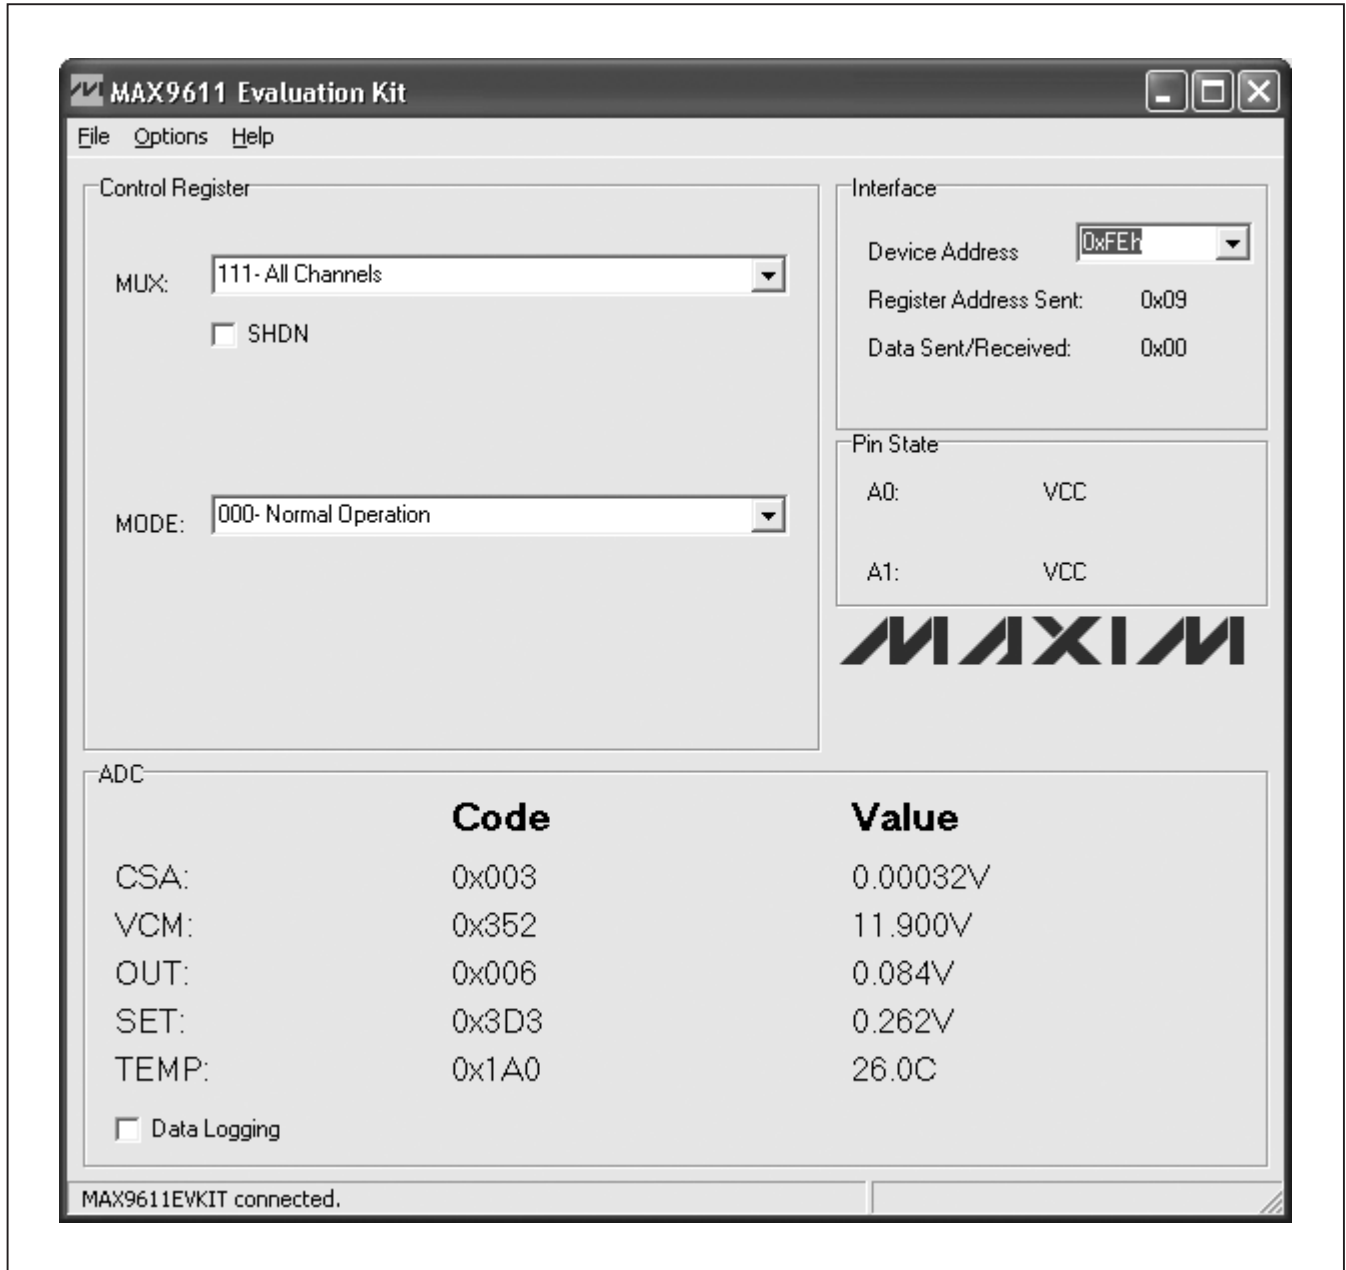 MAX9611 Evaluation Kit
File Options Help
Control Register
MUX: 111- All Channels
SHDN
MODE: 000- Normal Operation
Interface
Device Address 0xFEh
Register Address Sent: 0x09
Data Sent/Received: 0x00
Pin State
A0: VCC
A1: VCC
MAXIM
ADC
Code Value
CSA: 0x003 0.00032V
VCM: 0x352 11.900V
OUT: 0x006 0.084V
SET: 0x3D3 0.262V
TEMP: 0x1A0 26.0C
Data Logging
MAX9611EVKIT connected.